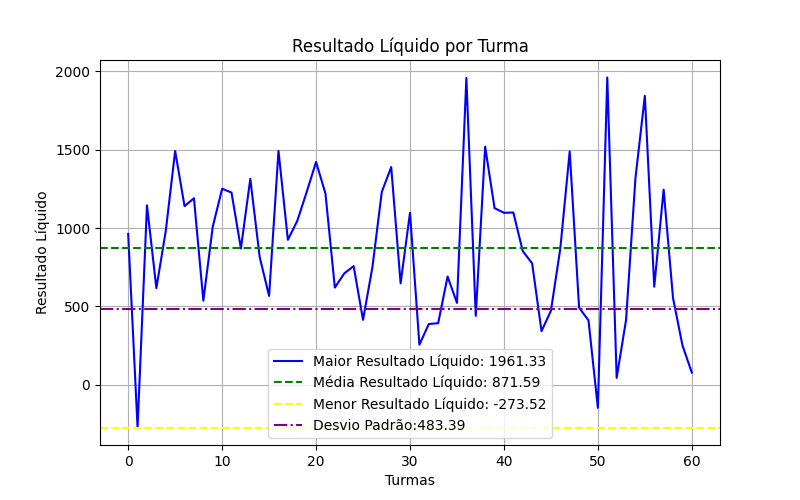 Resultado Líquido por Turma
2000
1500
1000
500
0
Resultado Líquido
Maior Resultado Líquido: 1961.33
Média Resultado Líquido: 871.59
Menor Resultado Líquido: -273.52
Desvio Padrão:483.39
0 10 20 30 40 50 60
Turmas